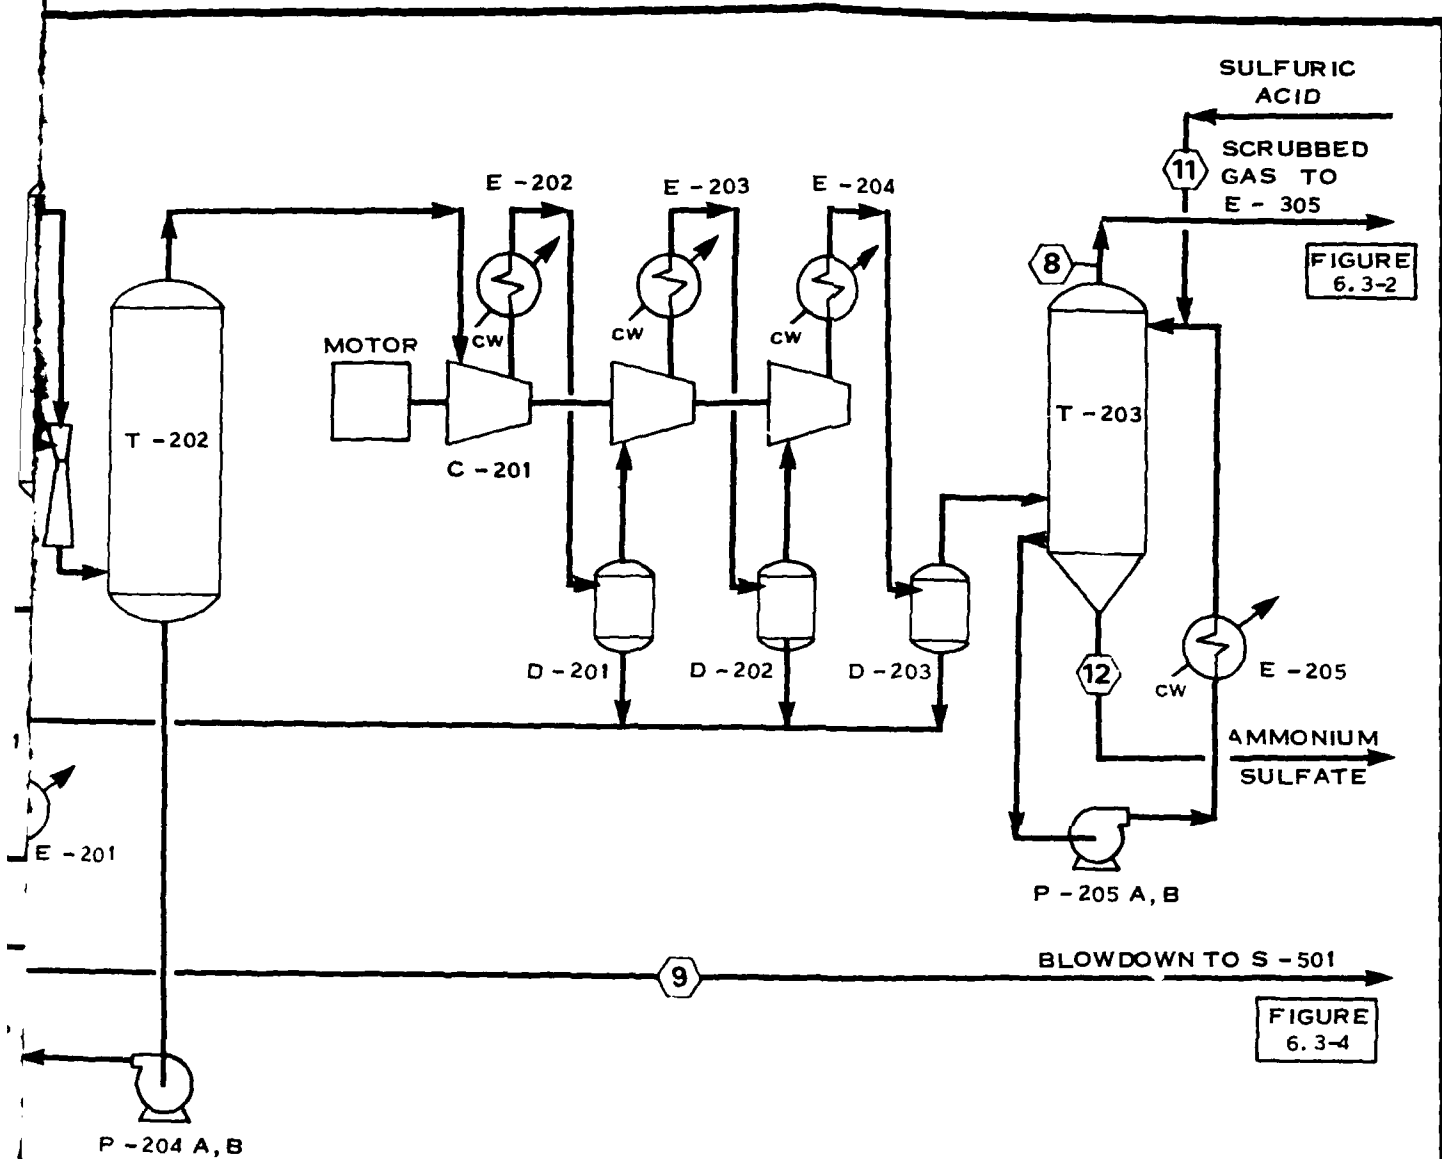 SULFURIC
ACID
11
SCRUBBED
GAS TO
E - 305
FIGURE
6.3-2
8
E -202
E -203
E -204
CW
CW
CW
MOTOR
T -202
C -201
T -203
D -201
D -202
D -203
12
CW
E -205
AMMONIUM
SULFATE
1
E -201
P -205 A, B
9
BLOWDOWN TO S -501
FIGURE
6.3-4
P -204 A, B